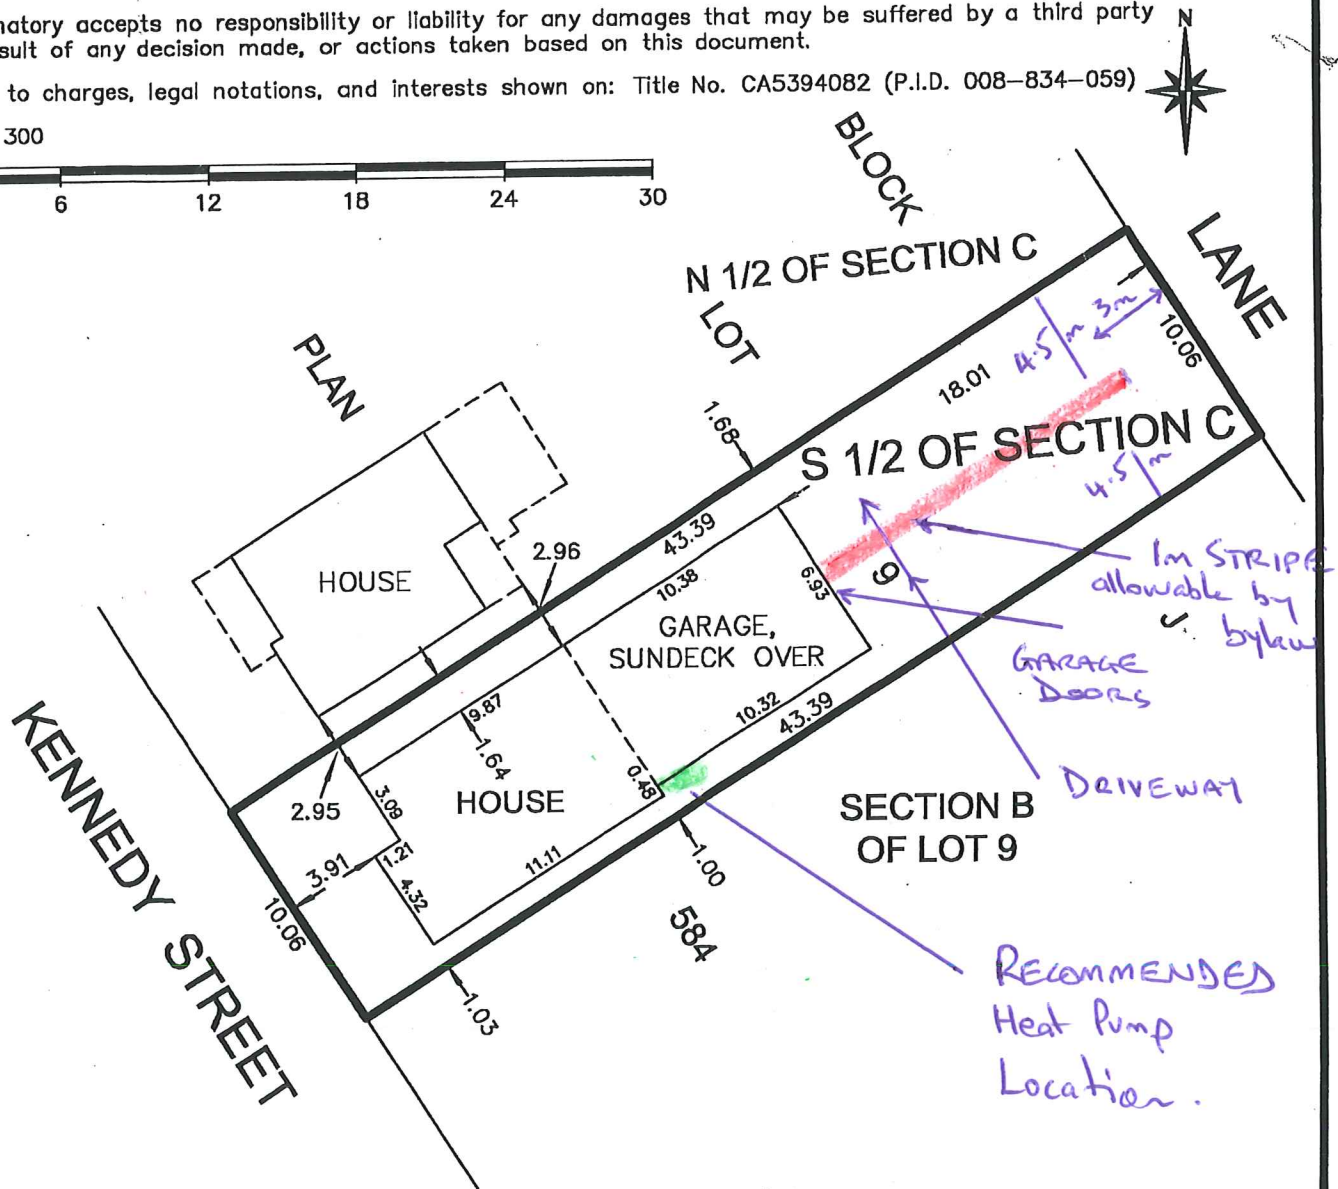 natory accepts no responsibility or liability for any damages that may be suffered by a third party
sult of any decision made, or actions taken based on this document.
to charges, legal notations, and interests shown on: Title No. CA5394082 (P.I.D. 008-834-059)
N
300
6 12 18 24 30
BLOCK
N 1/2 OF SECTION C
LANE
LOT
PLAN
3m
4.5 m
10.06
18.01
1.68
S 1/2 OF SECTION C
4.5 m
43.39
2.96
1m STRIPE
allowable by
bylaw
HOUSE
10.38
6.93
9
J.
GARAGE,
SUNDECK OVER
GARAGE
DOORS
10.32
43.39
9.87
1.64
0.48
DRIVEWAY
KENNEDY STREET
2.95
3.09
HOUSE
SECTION B
OF LOT 9
3.91
1.21
4.32
11.11
1.00
10.06
584
1.03
RECOMMENDED
Heat Pump
Location.